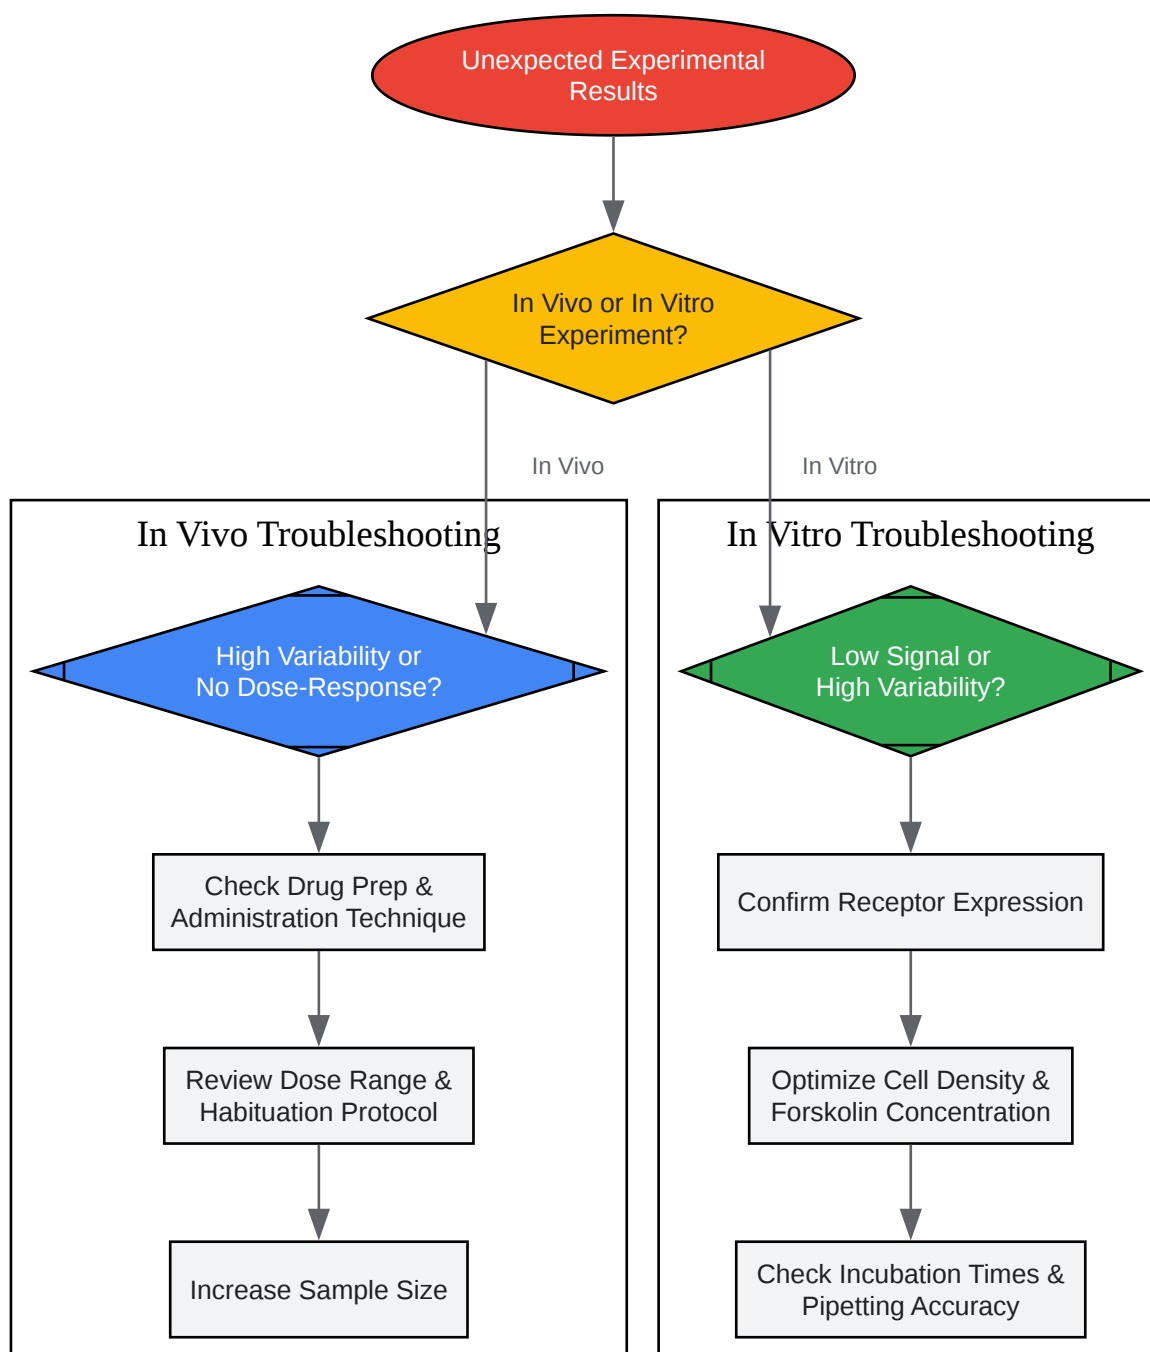 Unexpected Experimental
Results
In Vivo or In Vitro
Experiment?
In Vivo
In Vitro
In Vivo Troubleshooting
High Variability or
No Dose-Response?
Check Drug Prep &
Administration Technique
Review Dose Range &
Habituation Protocol
Increase Sample Size
In Vitro Troubleshooting
Low Signal or
High Variability?
Confirm Receptor Expression
Optimize Cell Density &
Forskolin Concentration
Check Incubation Times &
Pipetting Accuracy